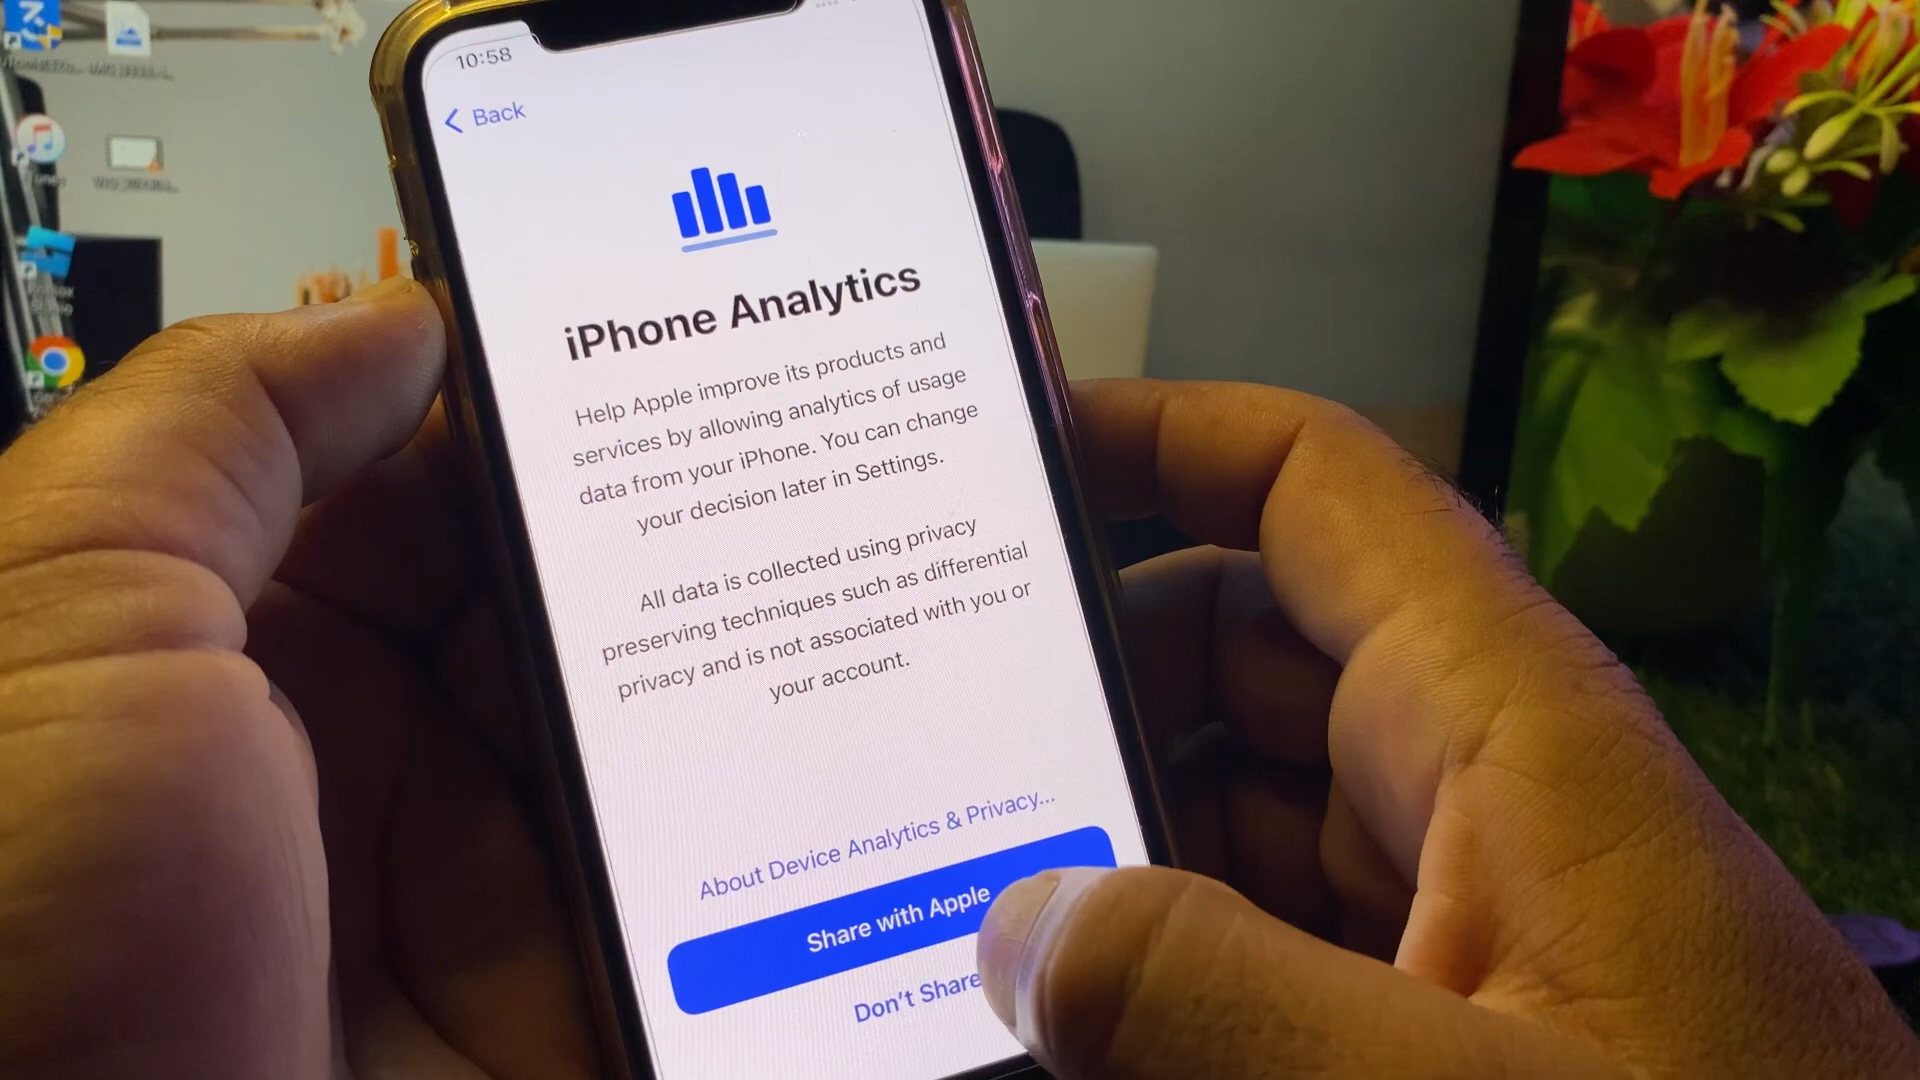 10:58
Back
iPhone Analytics
Help Apple improve its products and
services by allowing analytics of usage
data from your iPhone. You can change
your decision later in Settings.
All data is collected using privacy
preserving techniques such as differential
privacy and is not associated with you or
your account.
About Device Analytics & Privacy...
Share with Apple
Don't Share